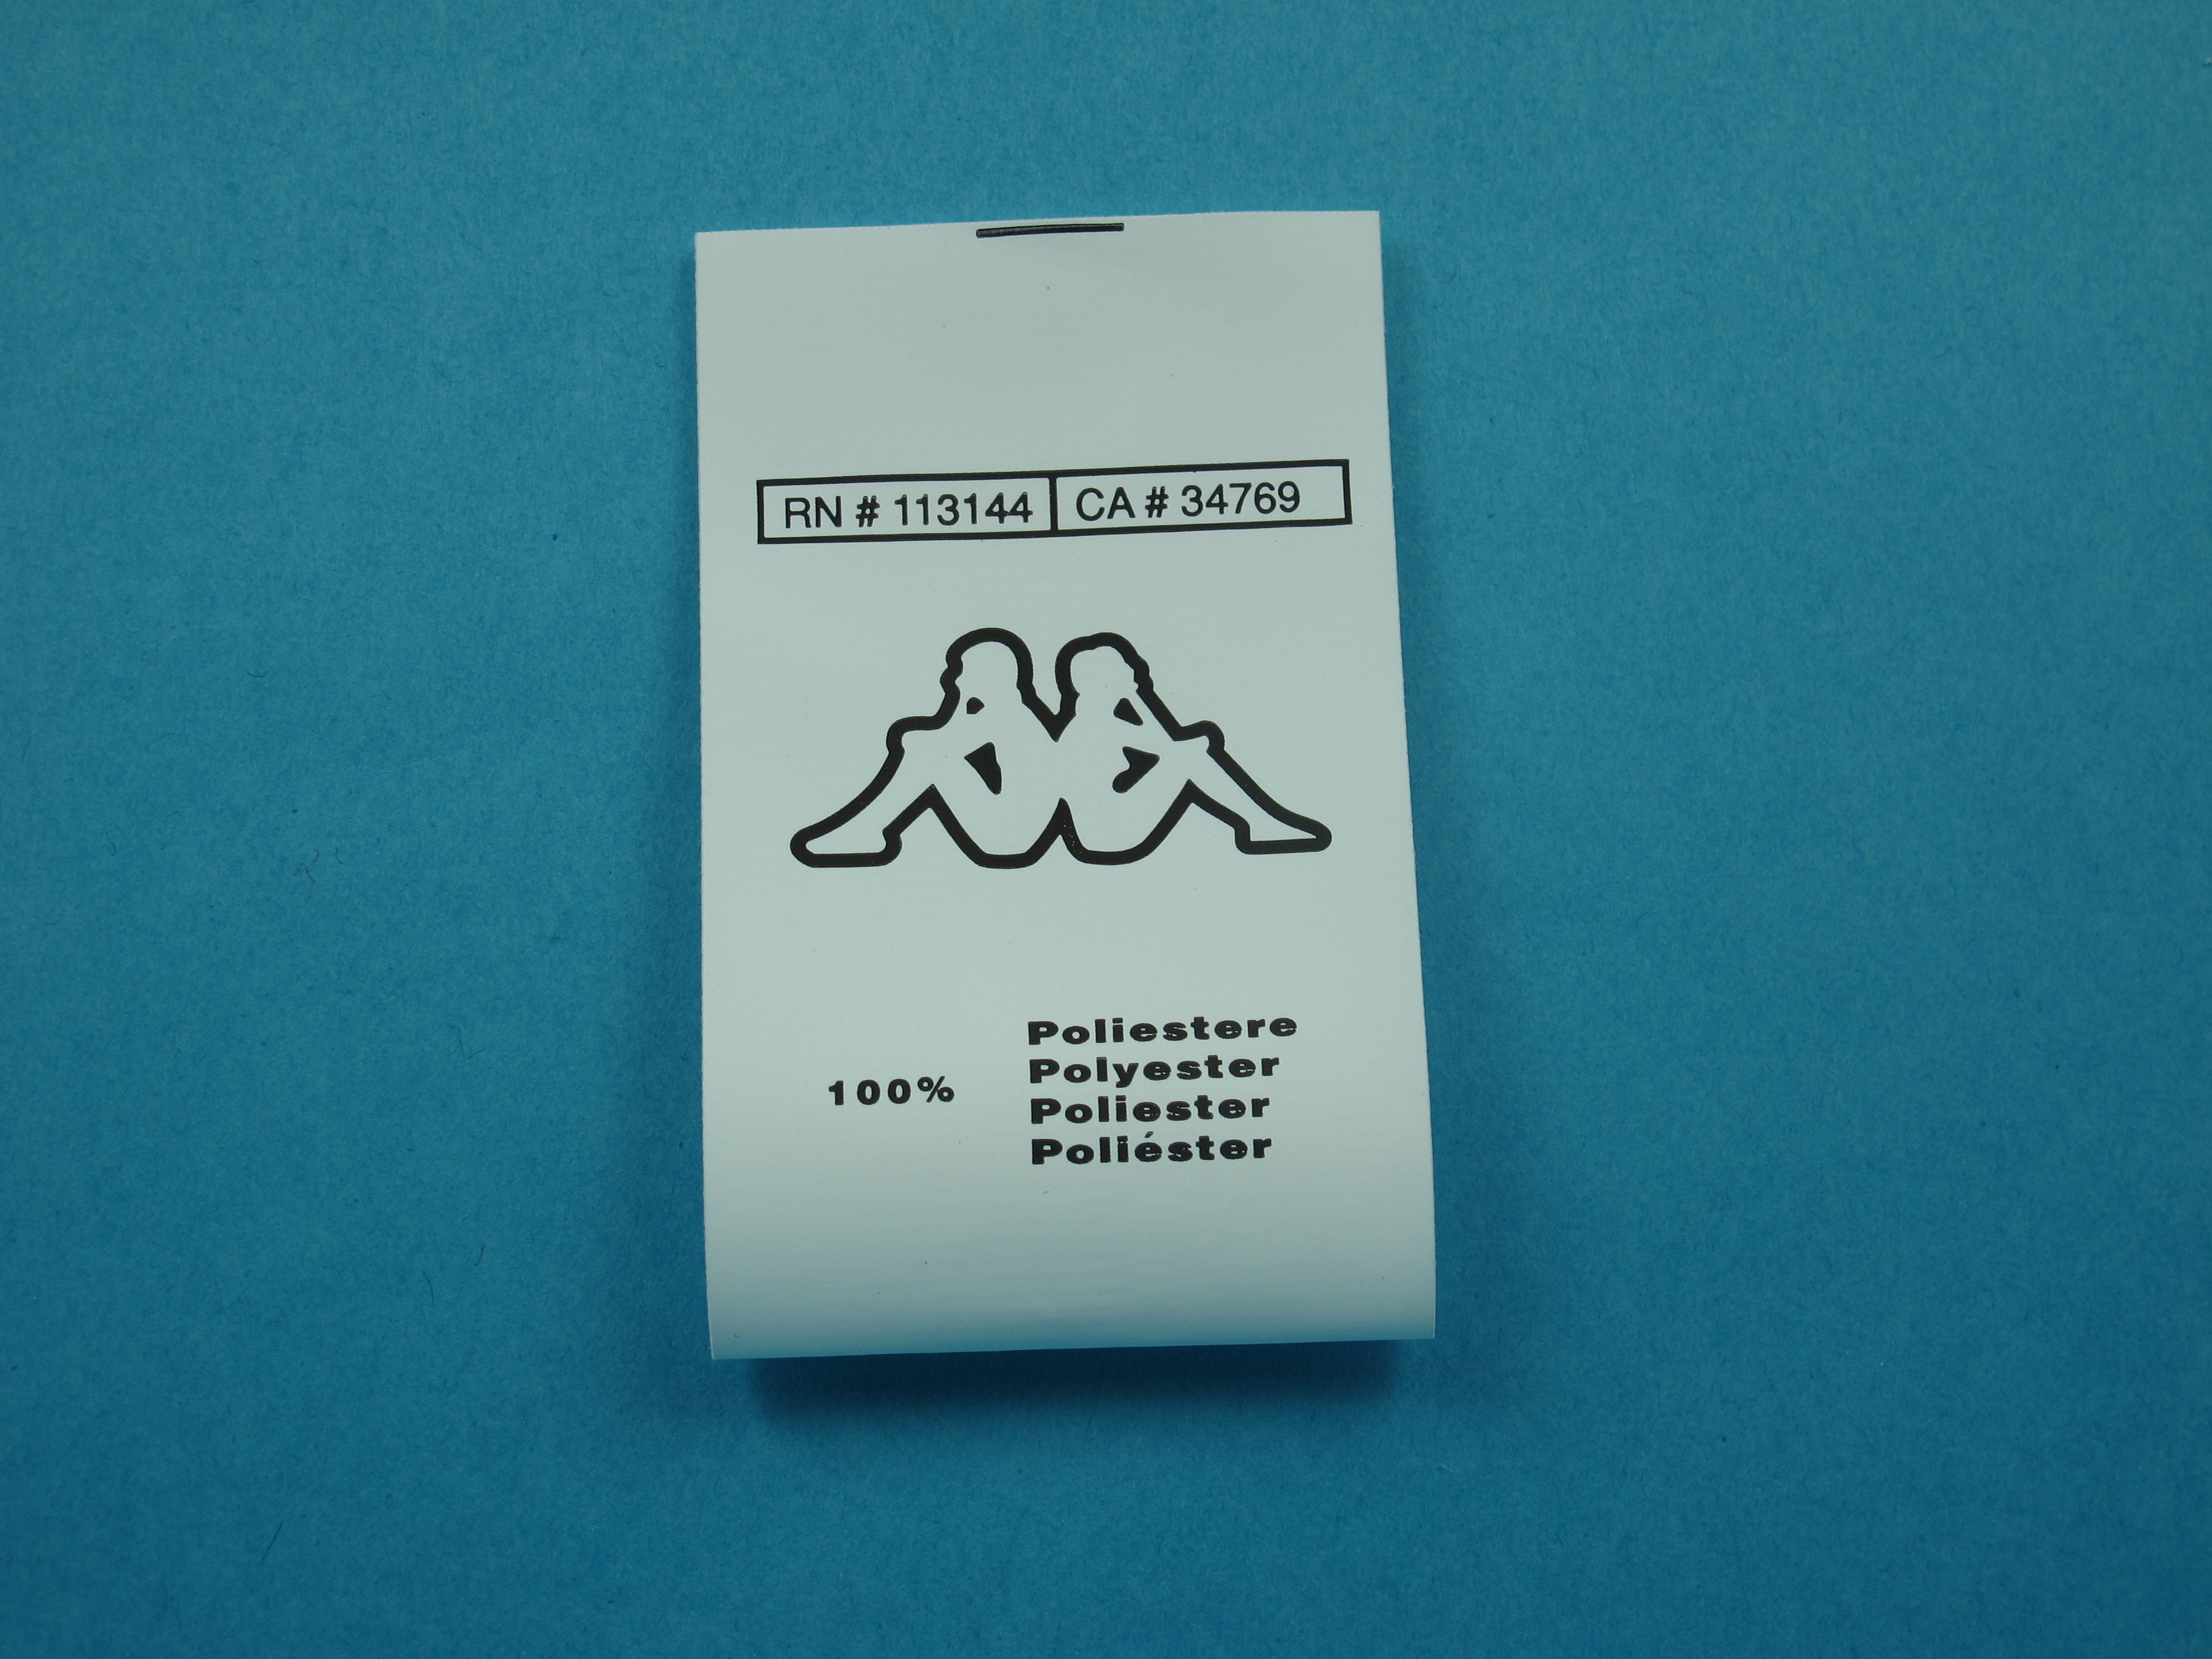 RN # 113144 CA # 34769
Poliestere
Polyester
100%
Poliester
Poliéster